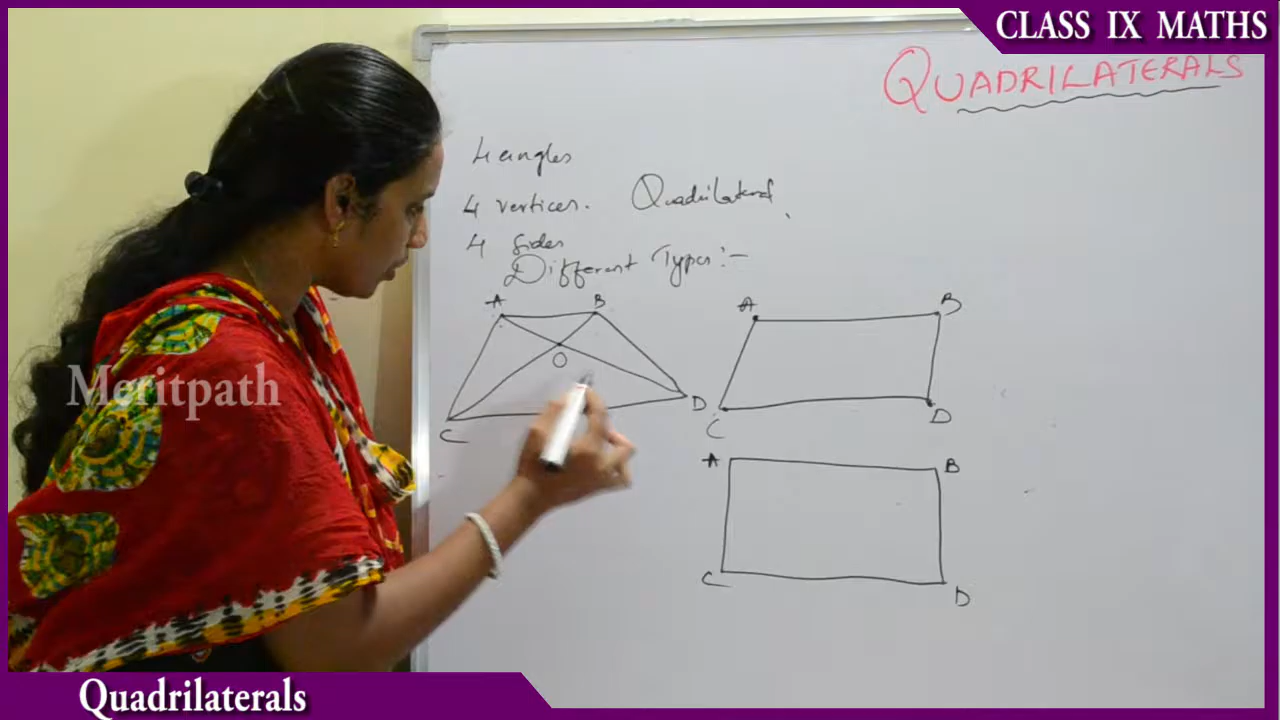 CLASS IX MATHS
QUADRILATERALS
4 angles
4 vertices. Quadrilateral
4 sides
Different Types :-
A B
A B
O
Meritpath
D
C
C D
A B
C D
Quadrilaterals